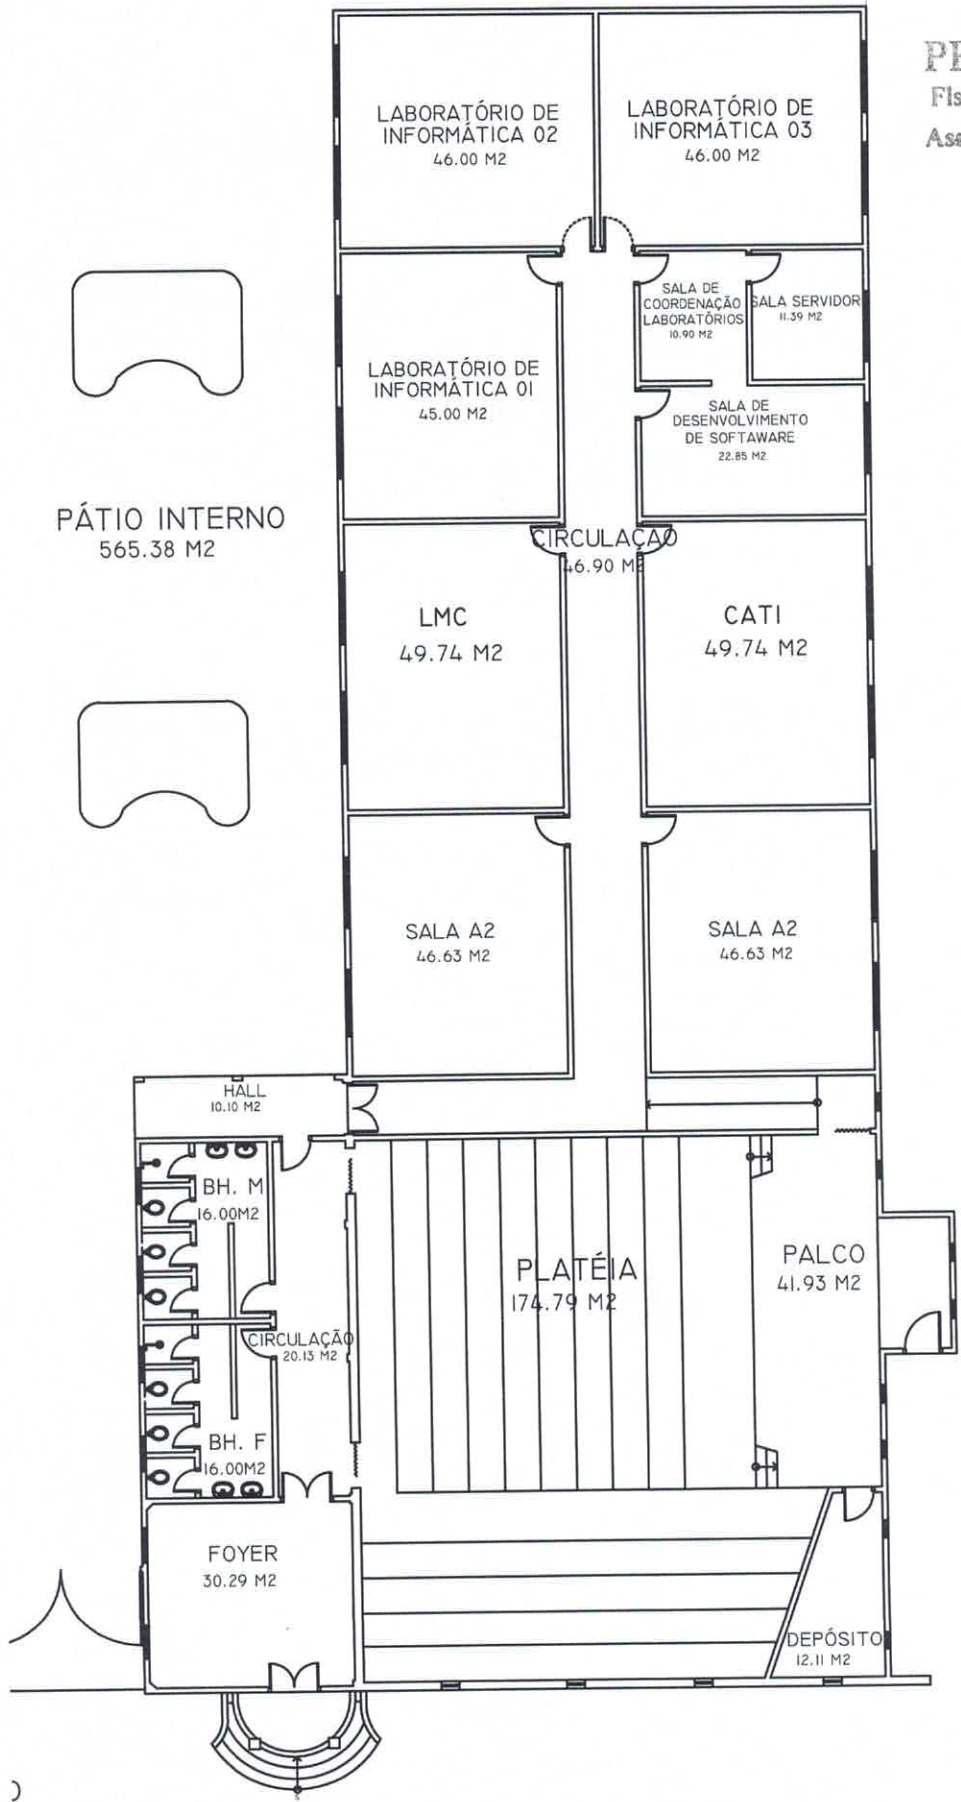 LABORATÓRIO DE
INFORMÁTICA 02
46.00 M2
LABORATÓRIO DE
INFORMÁTICA 03
46.00 M2
SALA DE
COORDENAÇÃO
LABORATÓRIOS
10.90 M2
SALA SERVIDOR
11.39 M2
LABORATÓRIO DE
INFORMÁTICA 01
45.00 M2
SALA DE
DESENVOLVIMENTO
DE SOFTAWARE
22.85 M2
PÁTIO INTERNO
565.38 M2
CIRCULAÇÃO
46.90 M2
LMC
49.74 M2
CATI
49.74 M2
SALA A2
46.63 M2
SALA A2
46.63 M2
HALL
10.10 M2
BH. M
16.00M2
PLATÉIA
174.79 M2
PALCO
41.93 M2
CIRCULAÇÃO
20.13 M2
BH. F
16.00M2
FOYER
30.29 M2
DEPÓSITO
12.11 M2